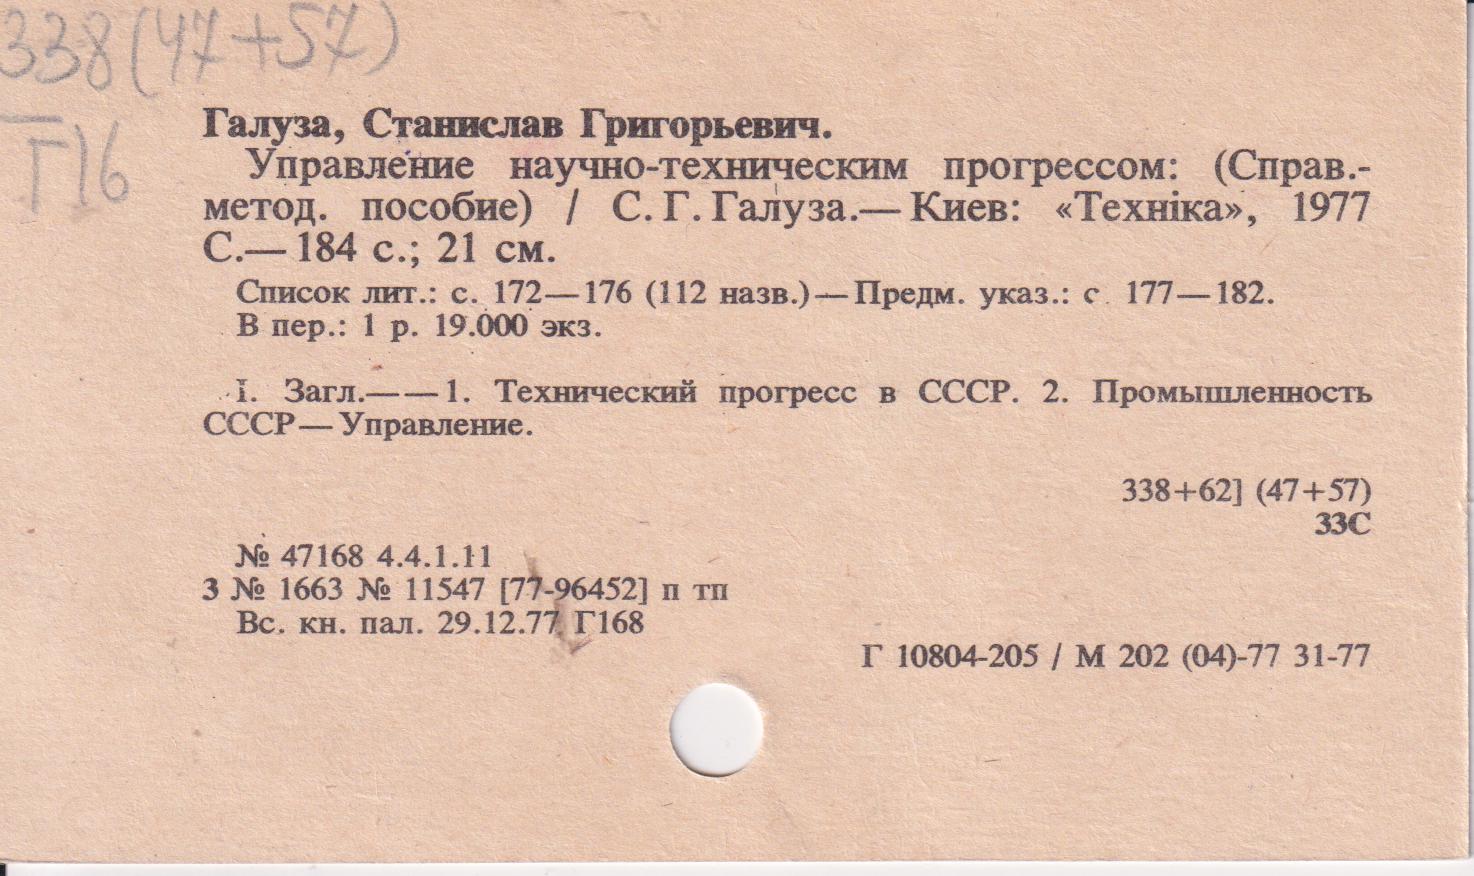 338(47+57)
Г16
Галуза, Станислав Григорьевич.
Управление научно-техническим прогрессом: (Справ.-
метод. пособие) / С. Г. Галуза.— Киев: «Технiка», 1977
С.— 184 с.; 21 см.
Список лит.: с. 172—176 (112 назв.)—Предм. указ.: с. 177—182.
В пер.: 1 р. 19.000 экз.
I. Загл.——1. Технический прогресс в СССР. 2. Промышленность
СССР—Управление.
338+62] (47+57)
33С
№ 47168 4.4.1.11
3 № 1663 № 11547 [77-96452] п тп
Вс. кн. пал. 29.12.77 Г168
Г 10804-205 / М 202 (04)-77 31-77